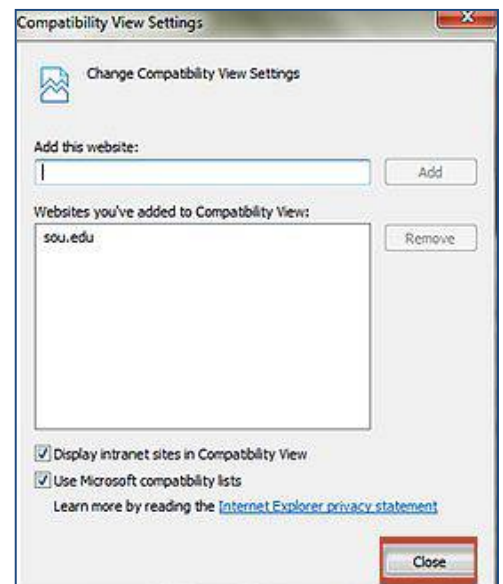 Compatibility View Settings
Change Compatibility View Settings
Add this website:
Add
Websites you've added to Compatibility View:
sou.edu
Remove
Display intranet sites in Compatibility View
Use Microsoft compatibility lists
Learn more by reading the Internet Explorer privacy statement
Close